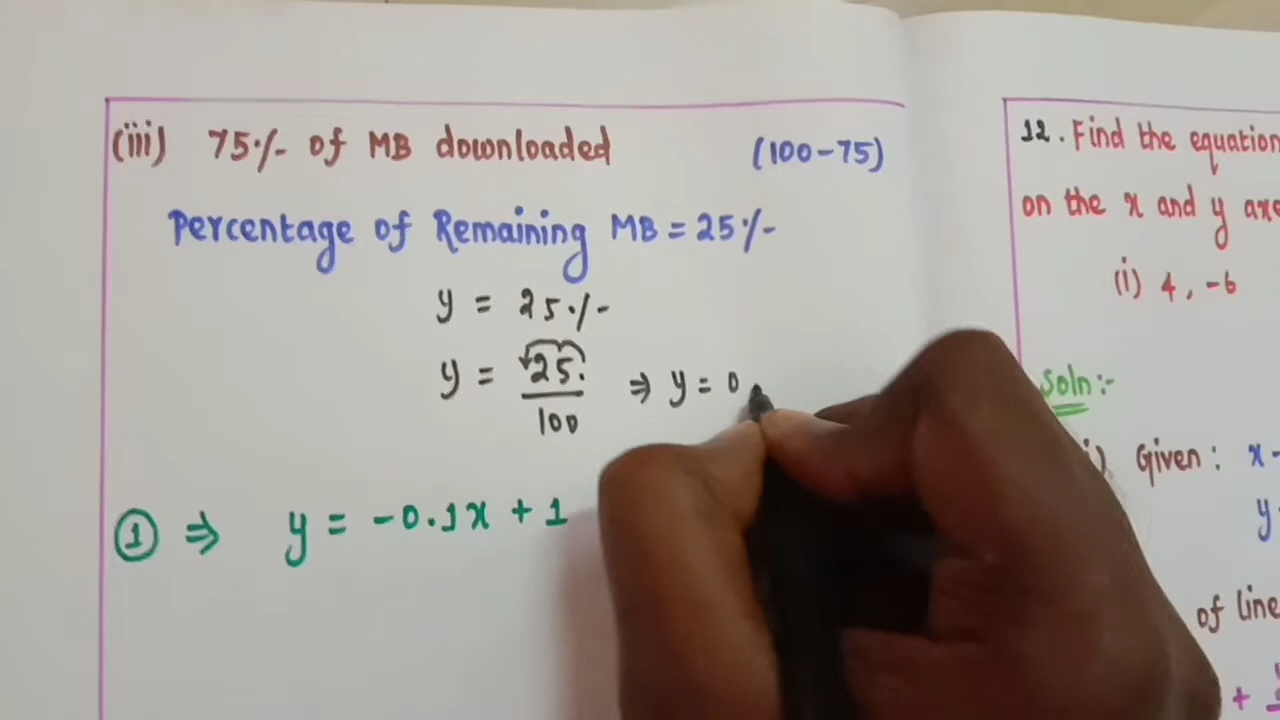 (iii) 75% of MB downloaded (100-75)
Percentage of Remaining MB = 25%
y = 25%
y = 25. / 100 ⇒ y = 0.
① ⇒ y = -0.1x + 1
12. Find the equation
on the x and y axe
(i) 4, -6
Soln:-
) Given: x-
y
of line
+ y